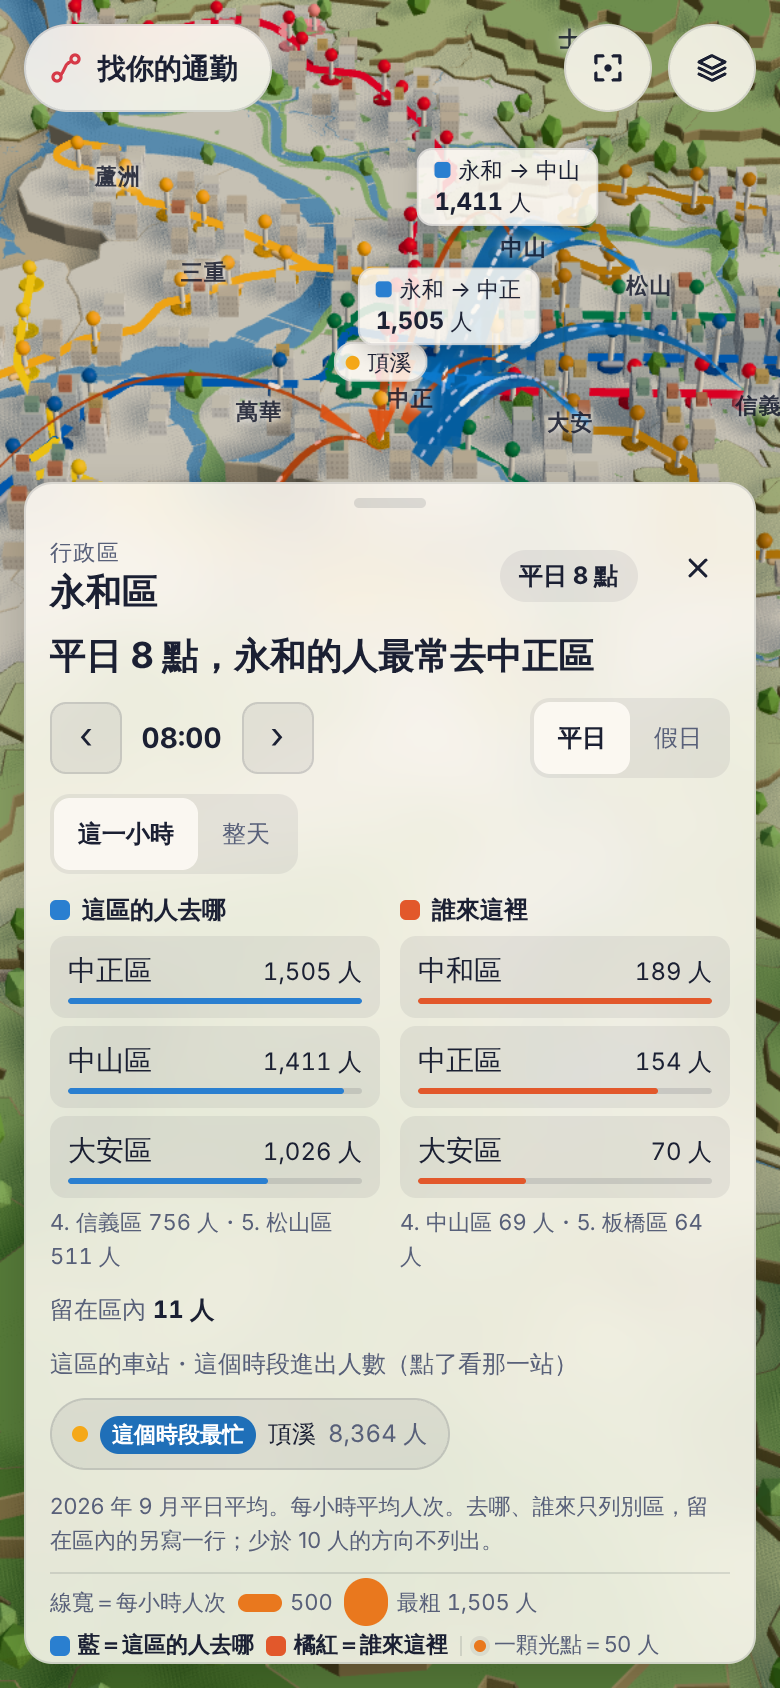 找你的通勤
士
蘆洲
永和 → 中山
1,411 人
中山
三重
松山
永和 → 中正
1,505 人
頂溪
中正
萬華
大安
信義
行政區
永和區
平日 8 點
平日 8 點，永和的人最常去中正區
08:00
平日
假日
這一小時
整天
這區的人去哪
誰來這裡
中正區 1,505 人
中和區 189 人
中山區 1,411 人
中正區 154 人
大安區 1,026 人
大安區 70 人
4. 信義區 756 人・5. 松山區
511 人
4. 中山區 69 人・5. 板橋區 64
人
留在區內 11 人
這區的車站・這個時段進出人數（點了看那一站）
這個時段最忙 頂溪 8,364 人
2026 年 9 月平日平均。每小時平均人次。去哪、誰來只列別區，留
在區內的另寫一行；少於 10 人的方向不列出。
線寬＝每小時人次 500 最粗 1,505 人
藍＝這區的人去哪 橘紅＝誰來這裡 一顆光點＝50 人